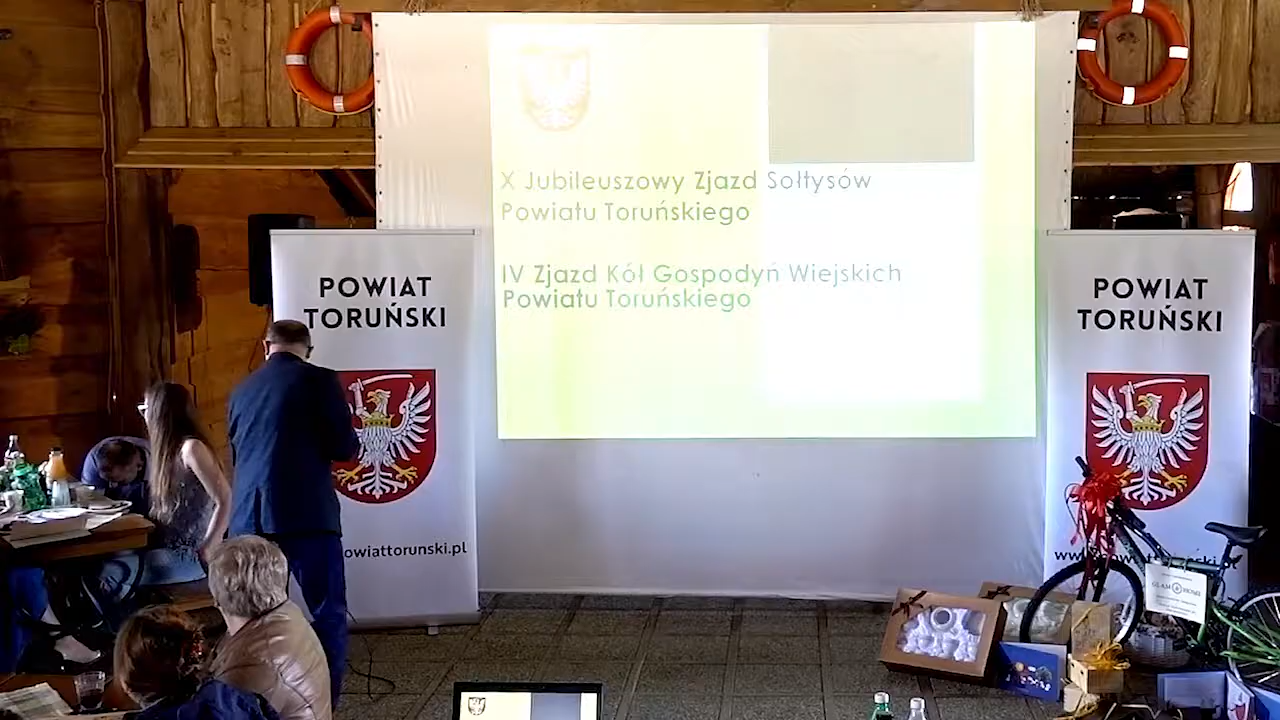 X Jubileuszowy Zjazd Sołtysów
Powiatu Toruńskiego
IV Zjazd Kół Gospodyń Wiejskich
Powiatu Toruńskiego
POWIAT
TORUŃSKI
owiattorunski.pl
POWIAT
TORUŃSKI